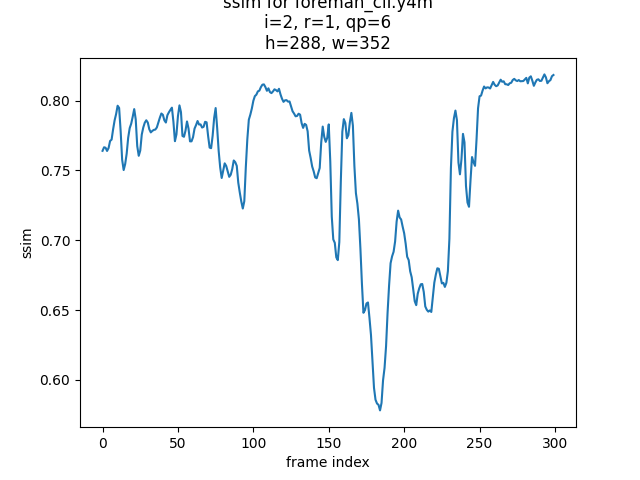 ssim for foreman_cif.y4m
i=2, r=1, qp=6
h=288, w=352
0.80
0.75
0.70
0.65
0.60
ssim
0 50 100 150 200 250 300
frame index